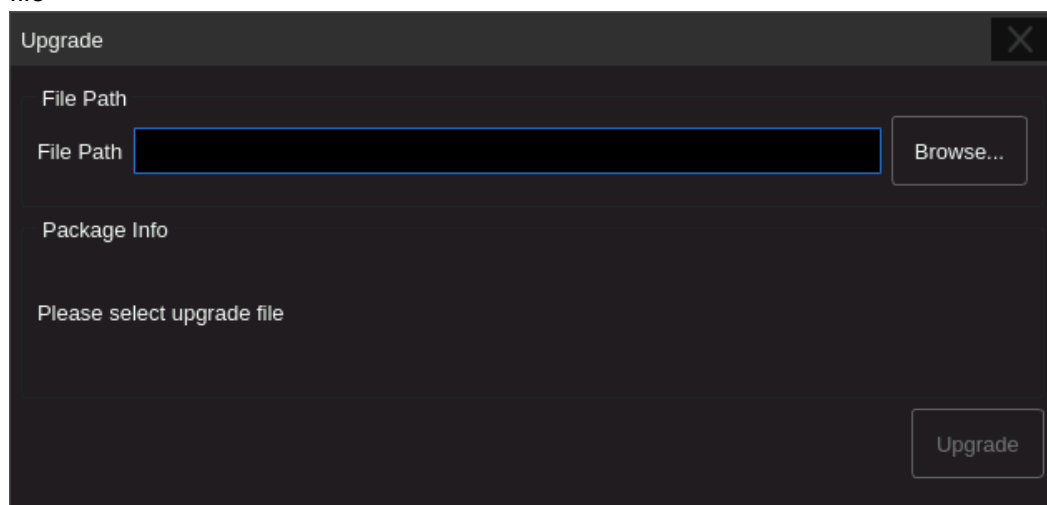 Upgrade
File Path
File Path
Browse...
Package Info
Please select upgrade file
Upgrade